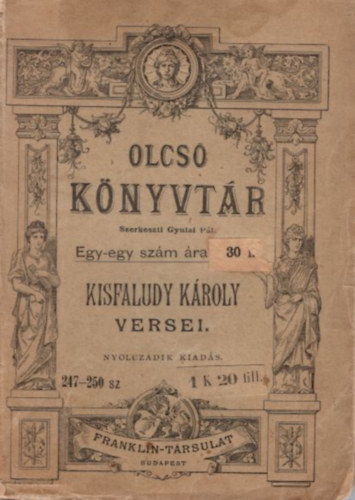 OLCSÓ
KÖNYVTÁR
Szerkeszti Gyulai Pál.
Egy-egy szám ára 30 f.
KISFALUDY KÁROLY
VERSEI.
NYOLCZADIK KIADÁS.
247–250 sz
1 K 20 fill.
FRANKLIN-TÁRSULAT
BUDAPEST